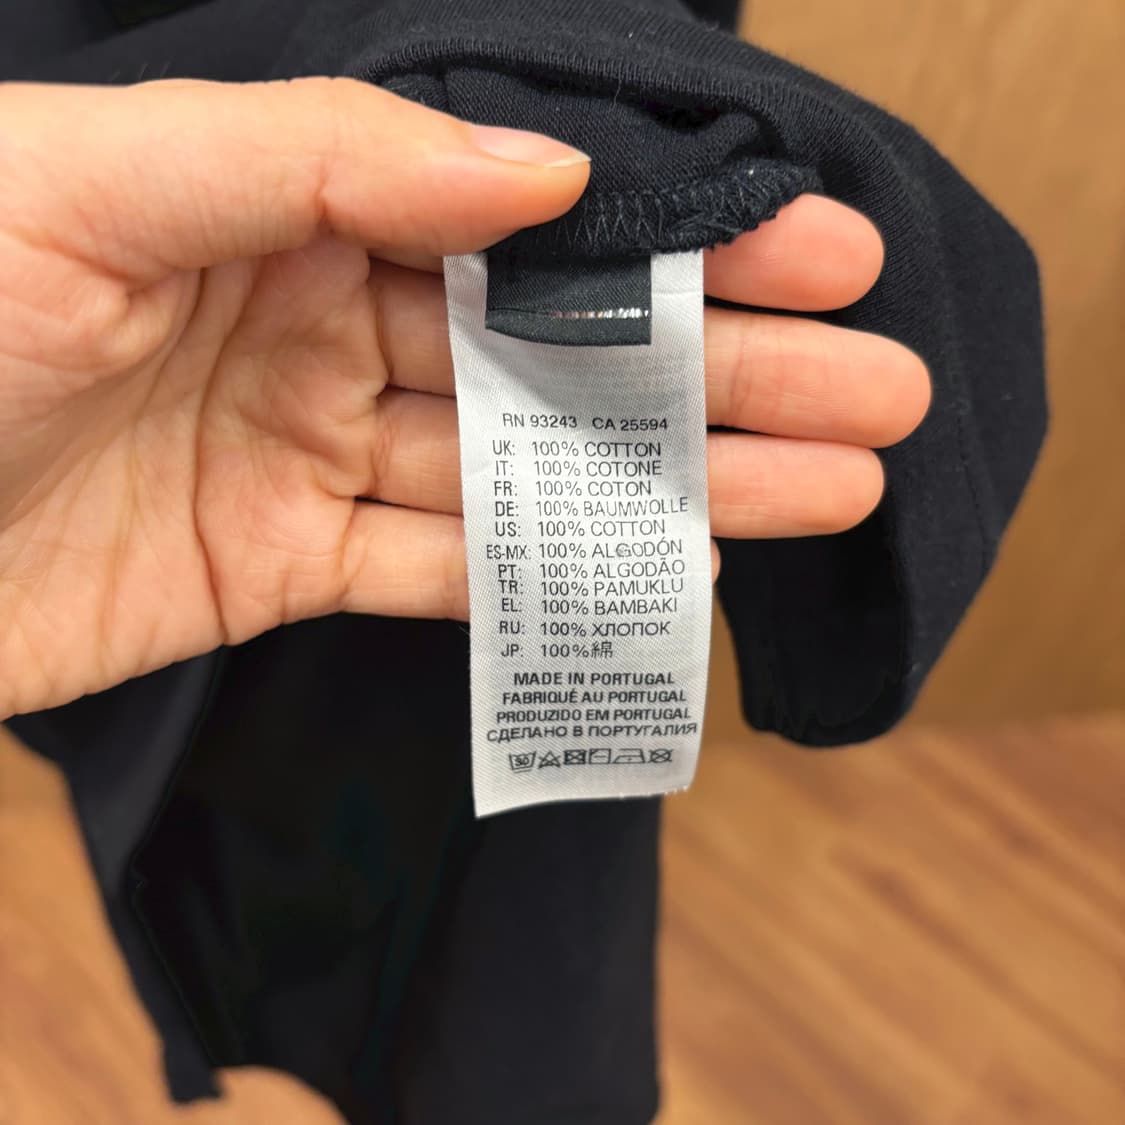 RN 93243 CA 25594
UK: 100% COTTON
IT: 100% COTONE
FR: 100% COTON
DE: 100% BAUMWOLLE
US: 100% COTTON
ES-MX: 100% ALGODÓN
PT: 100% ALGODÃO
TR: 100% PAMUKLU
EL: 100% BAMBAKI
RU: 100% ХЛОПОК
JP: 100%綿
MADE IN PORTUGAL
FABRIQUÉ AU PORTUGAL
PRODUZIDO EM PORTUGAL
СДЕЛАНО В ПОРТУГАЛИЯ
30